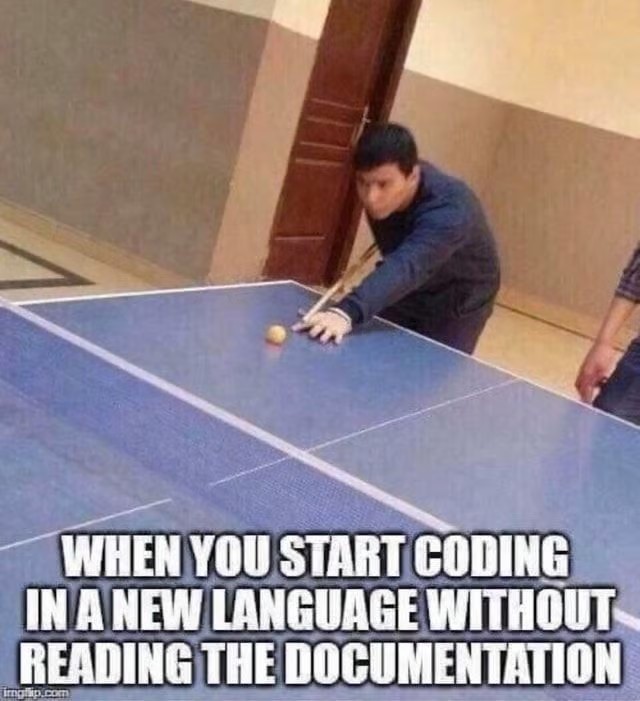 WHEN YOU START CODING
IN A NEW LANGUAGE WITHOUT
READING THE DOCUMENTATION
imgflip.com